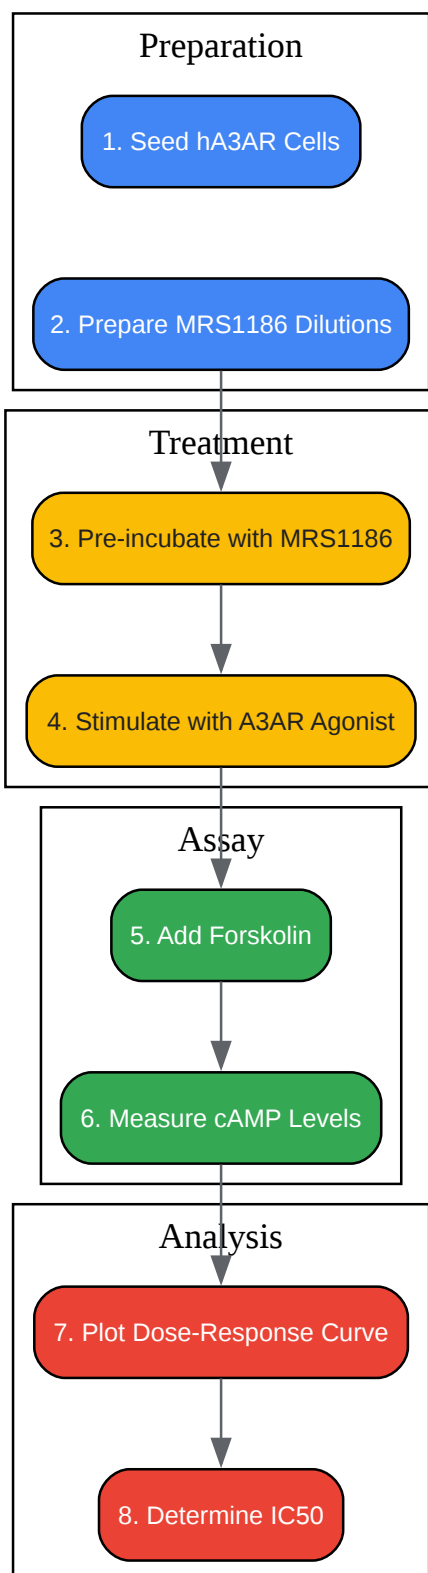 Preparation
1. Seed hA3AR Cells
2. Prepare MRS1186 Dilutions
Treatment
3. Pre-incubate with MRS1186
4. Stimulate with A3AR Agonist
Assay
5. Add Forskolin
6. Measure cAMP Levels
Analysis
7. Plot Dose-Response Curve
8. Determine IC50